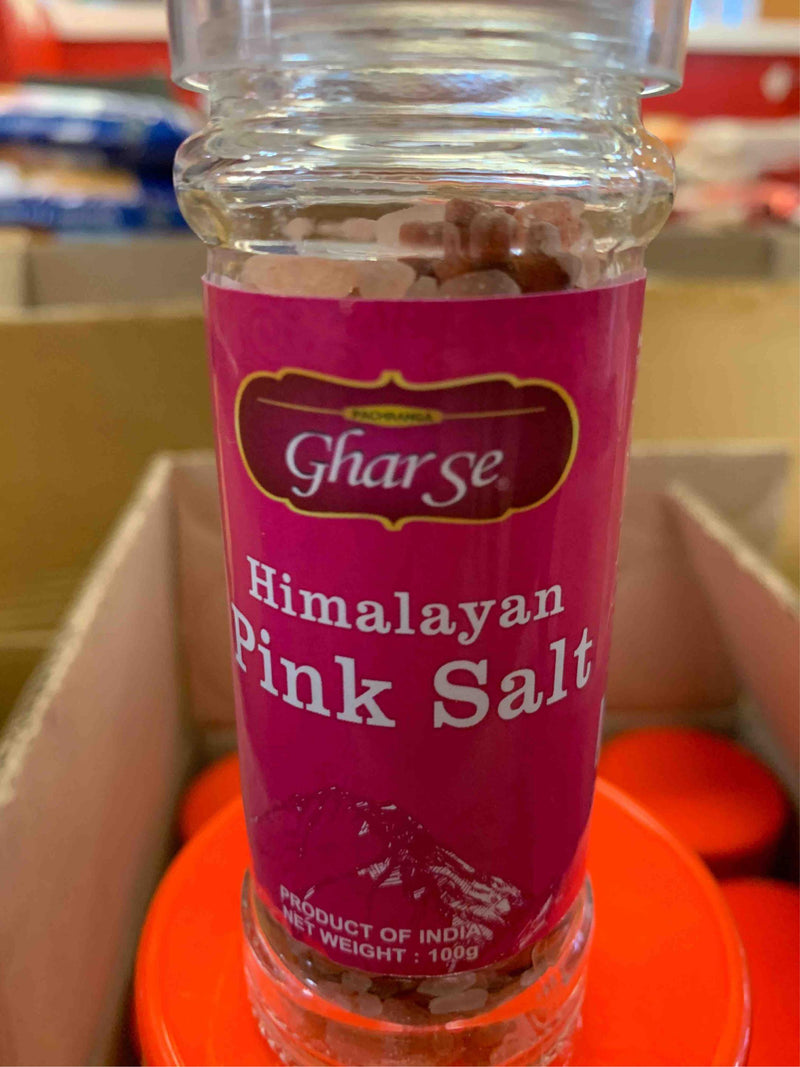 PACHRANGA
Ghar Se
Himalayan
Pink Salt
PRODUCT OF INDIA
NET WEIGHT : 100g